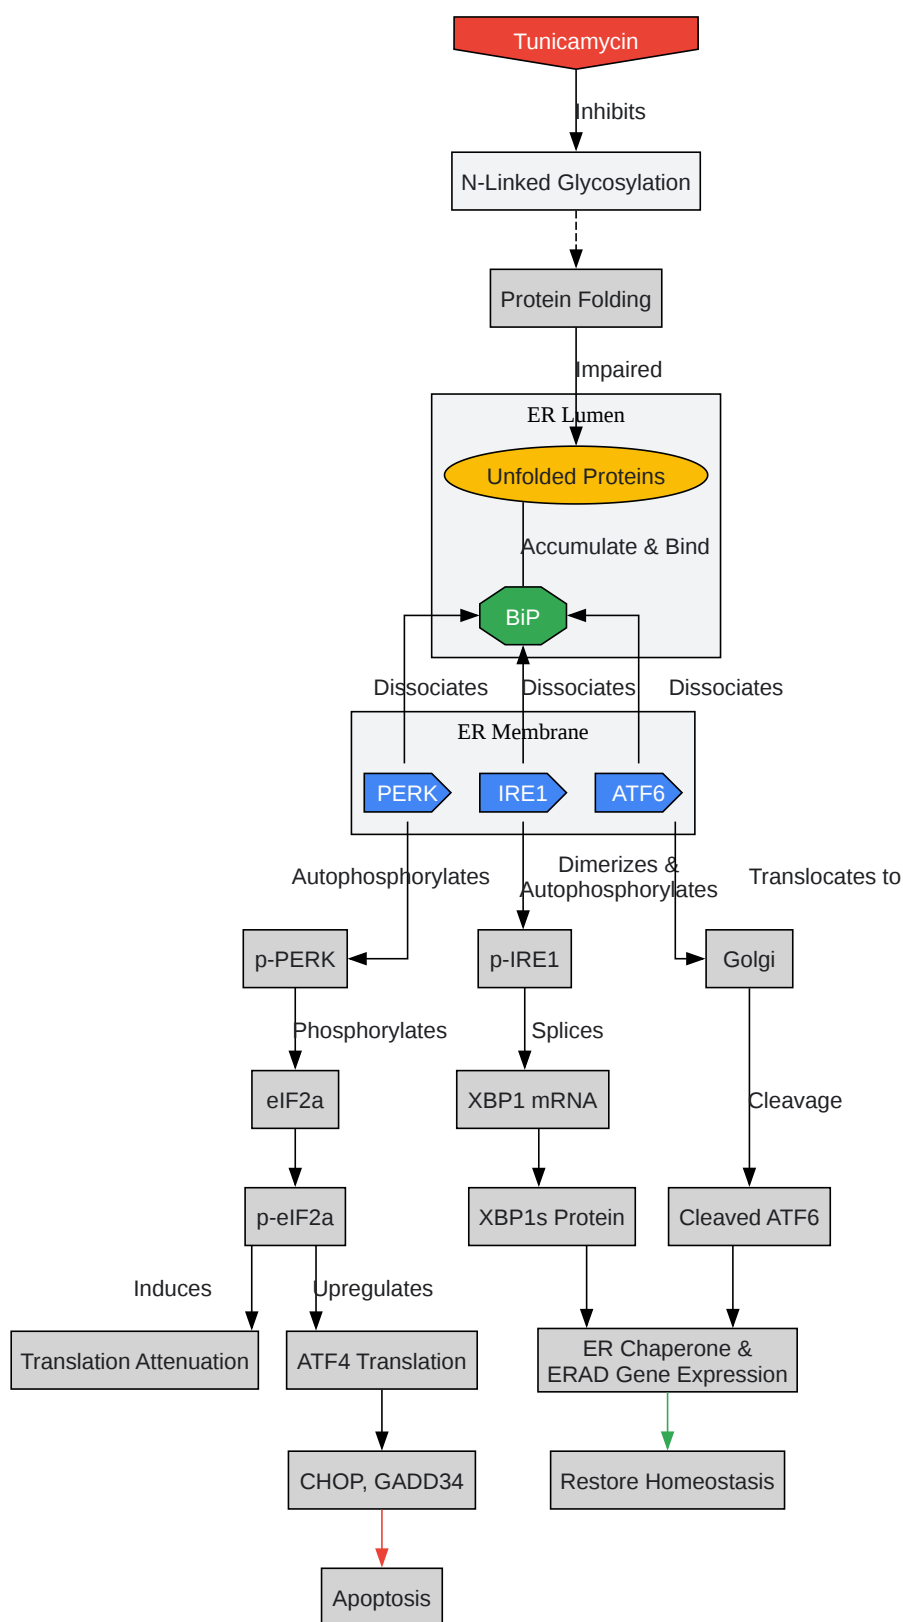 Tunicamycin
Inhibits
N-Linked Glycosylation
Protein Folding
Impaired
ER Lumen
Unfolded Proteins
Accumulate & Bind
BiP
Dissociates
Dissociates
Dissociates
ER Membrane
PERK
IRE1
ATF6
Autophosphorylates
Dimerizes &
Autophosphorylates
Translocates to
p-PERK
p-IRE1
Golgi
Phosphorylates
Splices
eIF2a
XBP1 mRNA
Cleavage
p-eIF2a
XBP1s Protein
Cleaved ATF6
Induces
Upregulates
Translation Attenuation
ATF4 Translation
ER Chaperone &
ERAD Gene Expression
CHOP, GADD34
Restore Homeostasis
Apoptosis